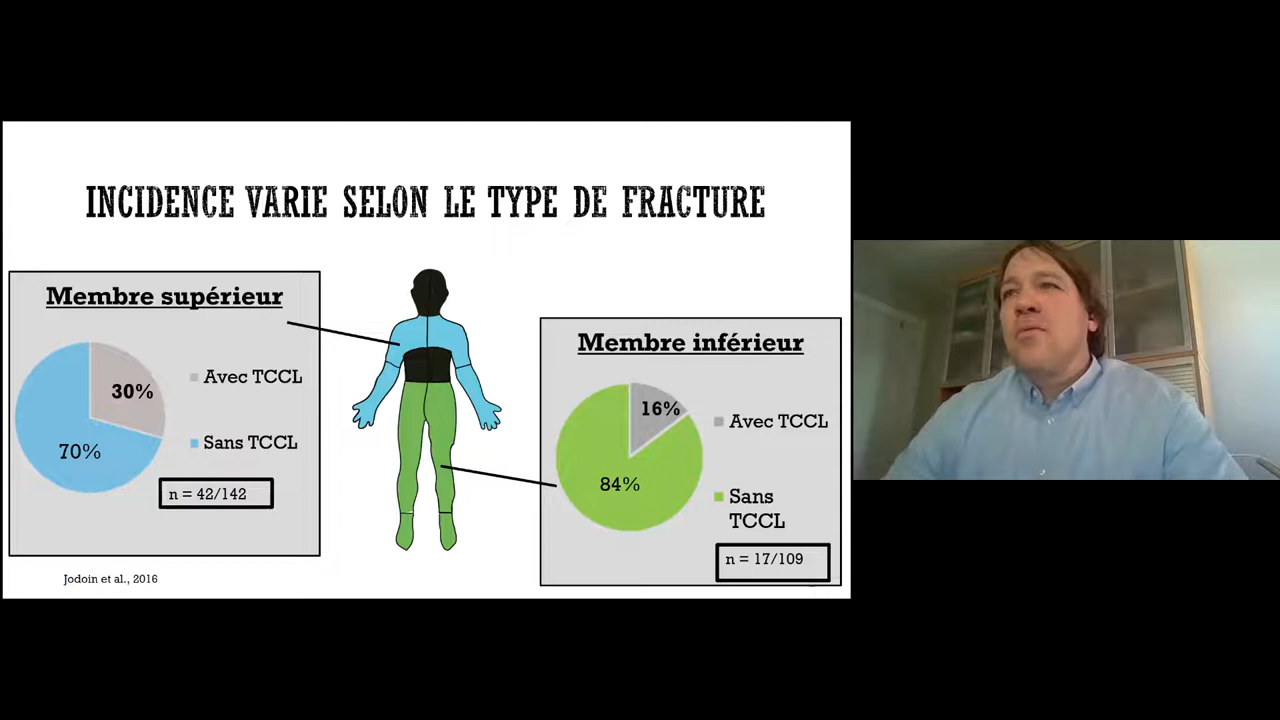 INCIDENCE VARIE SELON LE TYPE DE FRACTURE
Membre supérieur
30%
70%
Avec TCCL
Sans TCCL
n = 42/142
Membre inférieur
16%
84%
Avec TCCL
Sans
TCCL
n = 17/109
Jodoin et al., 2016